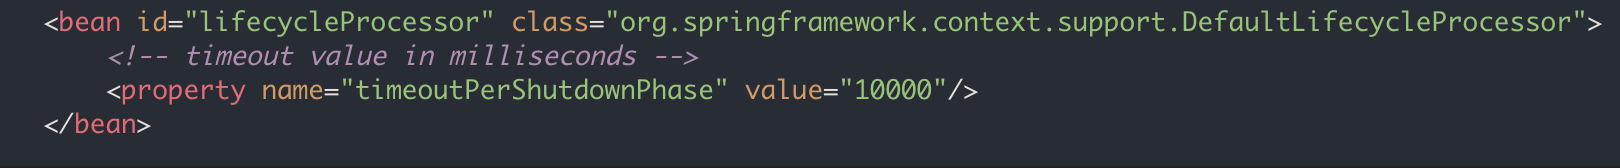 <bean id="lifecycleProcessor" class="org.springframework.context.support.DefaultLifecycleProcessor">
    <!-- timeout value in milliseconds -->
    <property name="timeoutPerShutdownPhase" value="10000"/>
</bean>